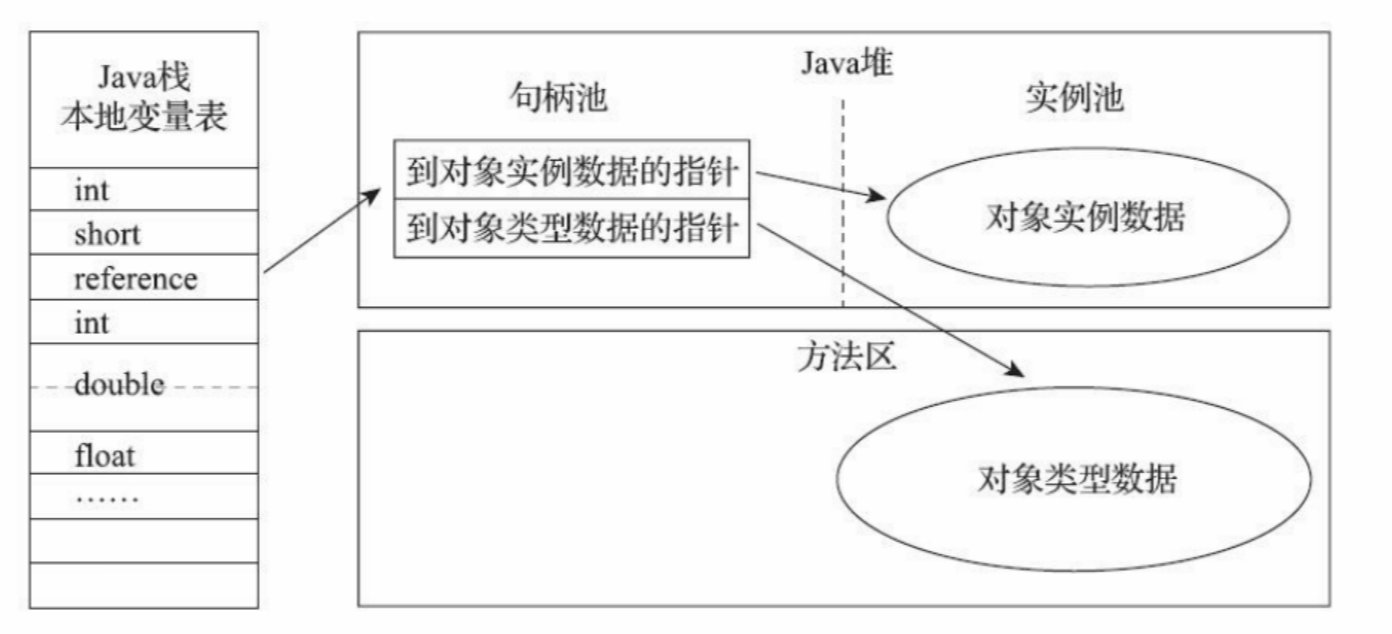 Java栈
本地变量表
int
short
reference
int
double
float
……
Java堆
句柄池
实例池
到对象实例数据的指针
到对象类型数据的指针
对象实例数据
方法区
对象类型数据